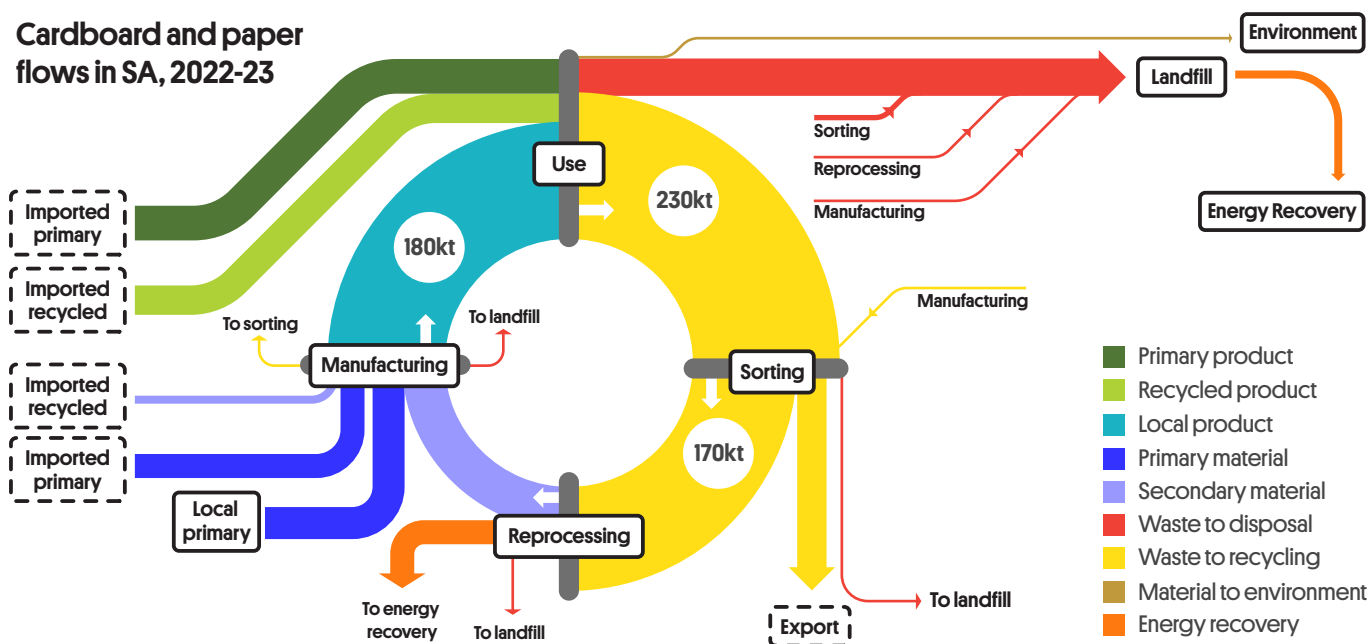 Cardboard and paper
flows in SA, 2022-23
Environment
Landfill
Sorting
Reprocessing
Manufacturing
Energy Recovery
Use
230kt
180kt
Imported
primary
Imported
recycled
To sorting
To landfill
Manufacturing
Manufacturing
Sorting
Imported
recycled
Imported
primary
Local
primary
170kt
Reprocessing
To energy
recovery
To landfill
Export
To landfill
Primary product
Recycled product
Local product
Primary material
Secondary material
Waste to disposal
Waste to recycling
Material to environment
Energy recovery